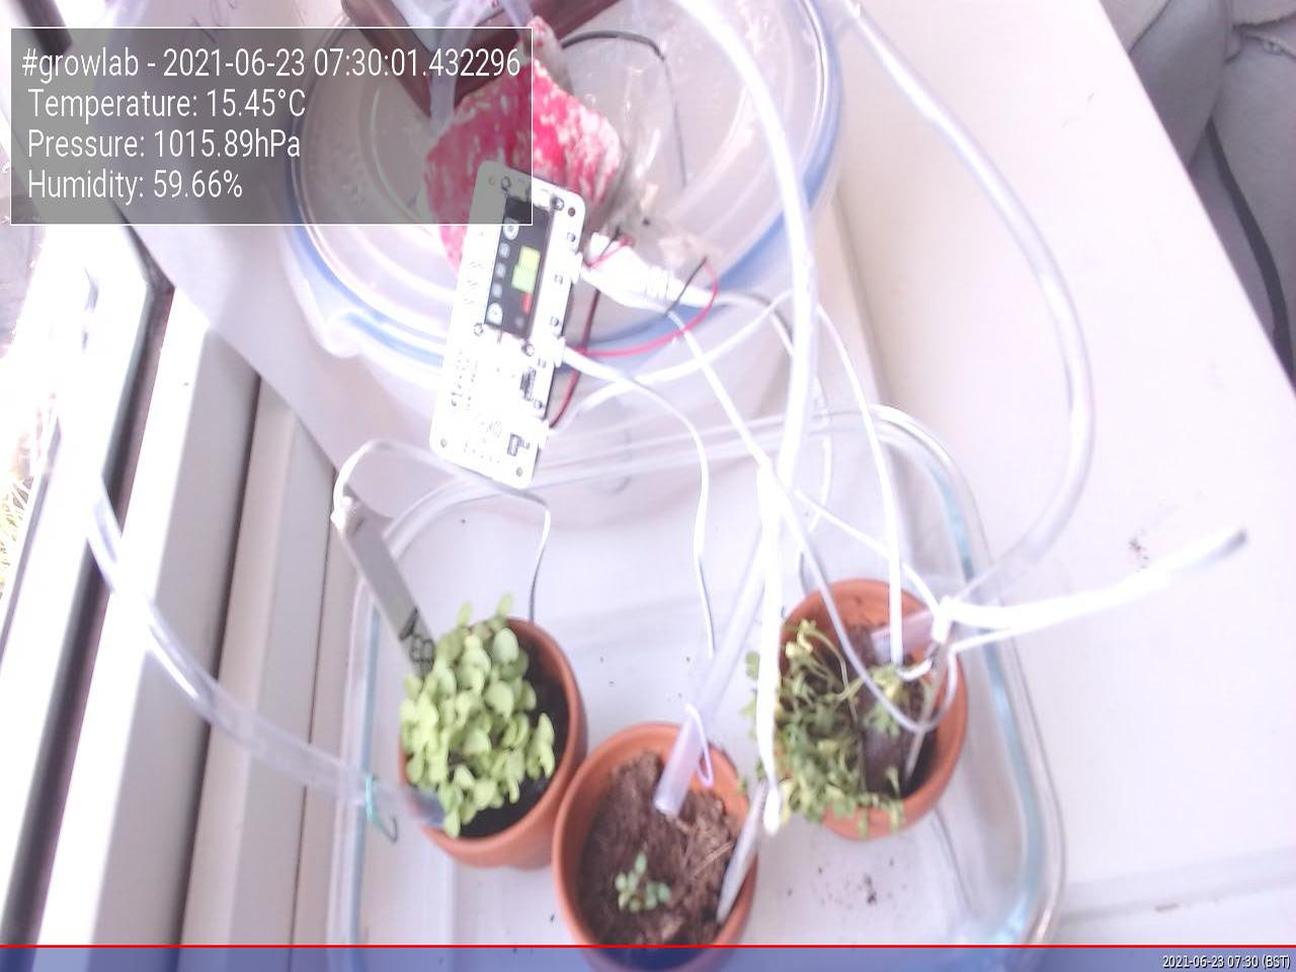 #growlab - 2021-06-23 07:30:01.432296
Temperature: 15.45°C
Pressure: 1015.89hPa
Humidity: 59.66%
2021-06-23 07:30 (BST)